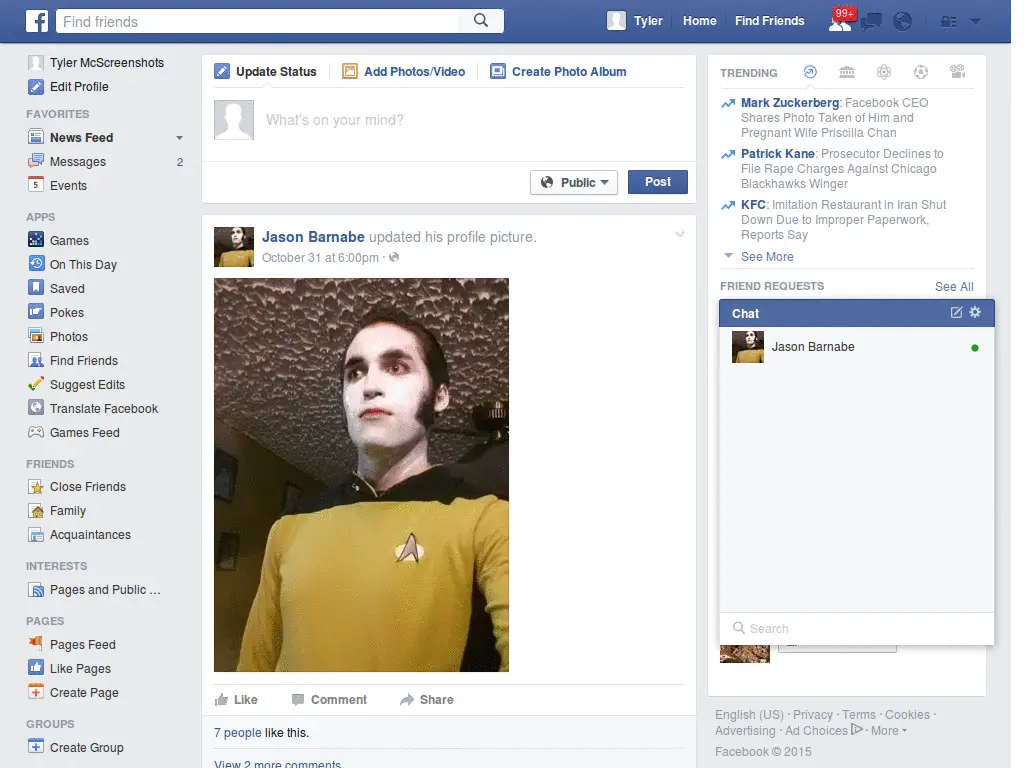 f
Find friends
Tyler
Home
Find Friends
99+
Tyler McScreenshots
Edit Profile
FAVORITES
News Feed
Messages 2
5 Events
APPS
Games
On This Day
Saved
Pokes
Photos
Find Friends
Suggest Edits
Translate Facebook
Games Feed
FRIENDS
Close Friends
Family
Acquaintances
INTERESTS
Pages and Public ...
PAGES
Pages Feed
Like Pages
Create Page
GROUPS
Create Group
Update Status
Add Photos/Video
Create Photo Album
What's on your mind?
Public
Post
Jason Barnabe updated his profile picture.
October 31 at 6:00pm ·
Like
Comment
Share
7 people like this.
View 2 more comments
TRENDING
Mark Zuckerberg: Facebook CEO
Shares Photo Taken of Him and
Pregnant Wife Priscilla Chan
Patrick Kane: Prosecutor Declines to
File Rape Charges Against Chicago
Blackhawks Winger
KFC: Imitation Restaurant in Iran Shut
Down Due to Improper Paperwork,
Reports Say
See More
FRIEND REQUESTS
See All
Chat
Jason Barnabe
Search
English (US) · Privacy · Terms · Cookies ·
Advertising · Ad Choices · More
Facebook © 2015